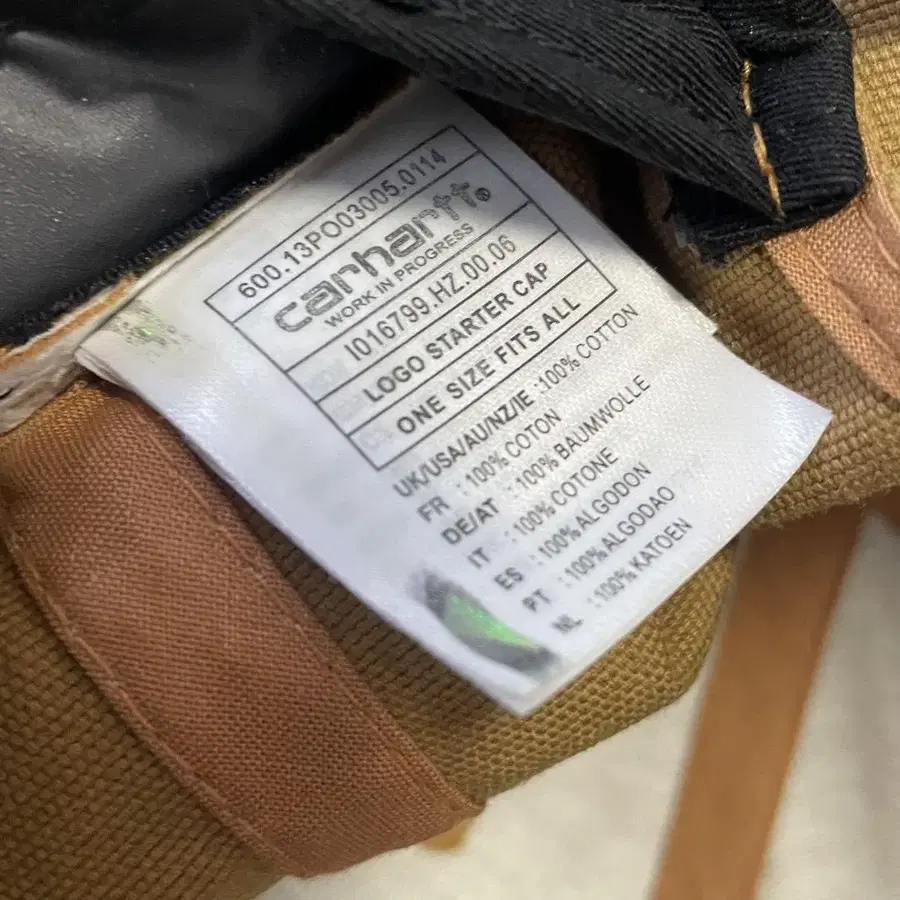 600.13PO03005.0114
carhartt®
WORK IN PROGRESS
I016799.HZ.00.06
LOGO STARTER CAP
ONE SIZE FITS ALL
UK/USA/AU/NZ/IE :100% COTTON
FR :100% COTON
DE/AT :100% BAUMWOLLE
IT :100% COTONE
ES :100% ALGODON
PT :100% ALGODAO
NL :100% KATOEN